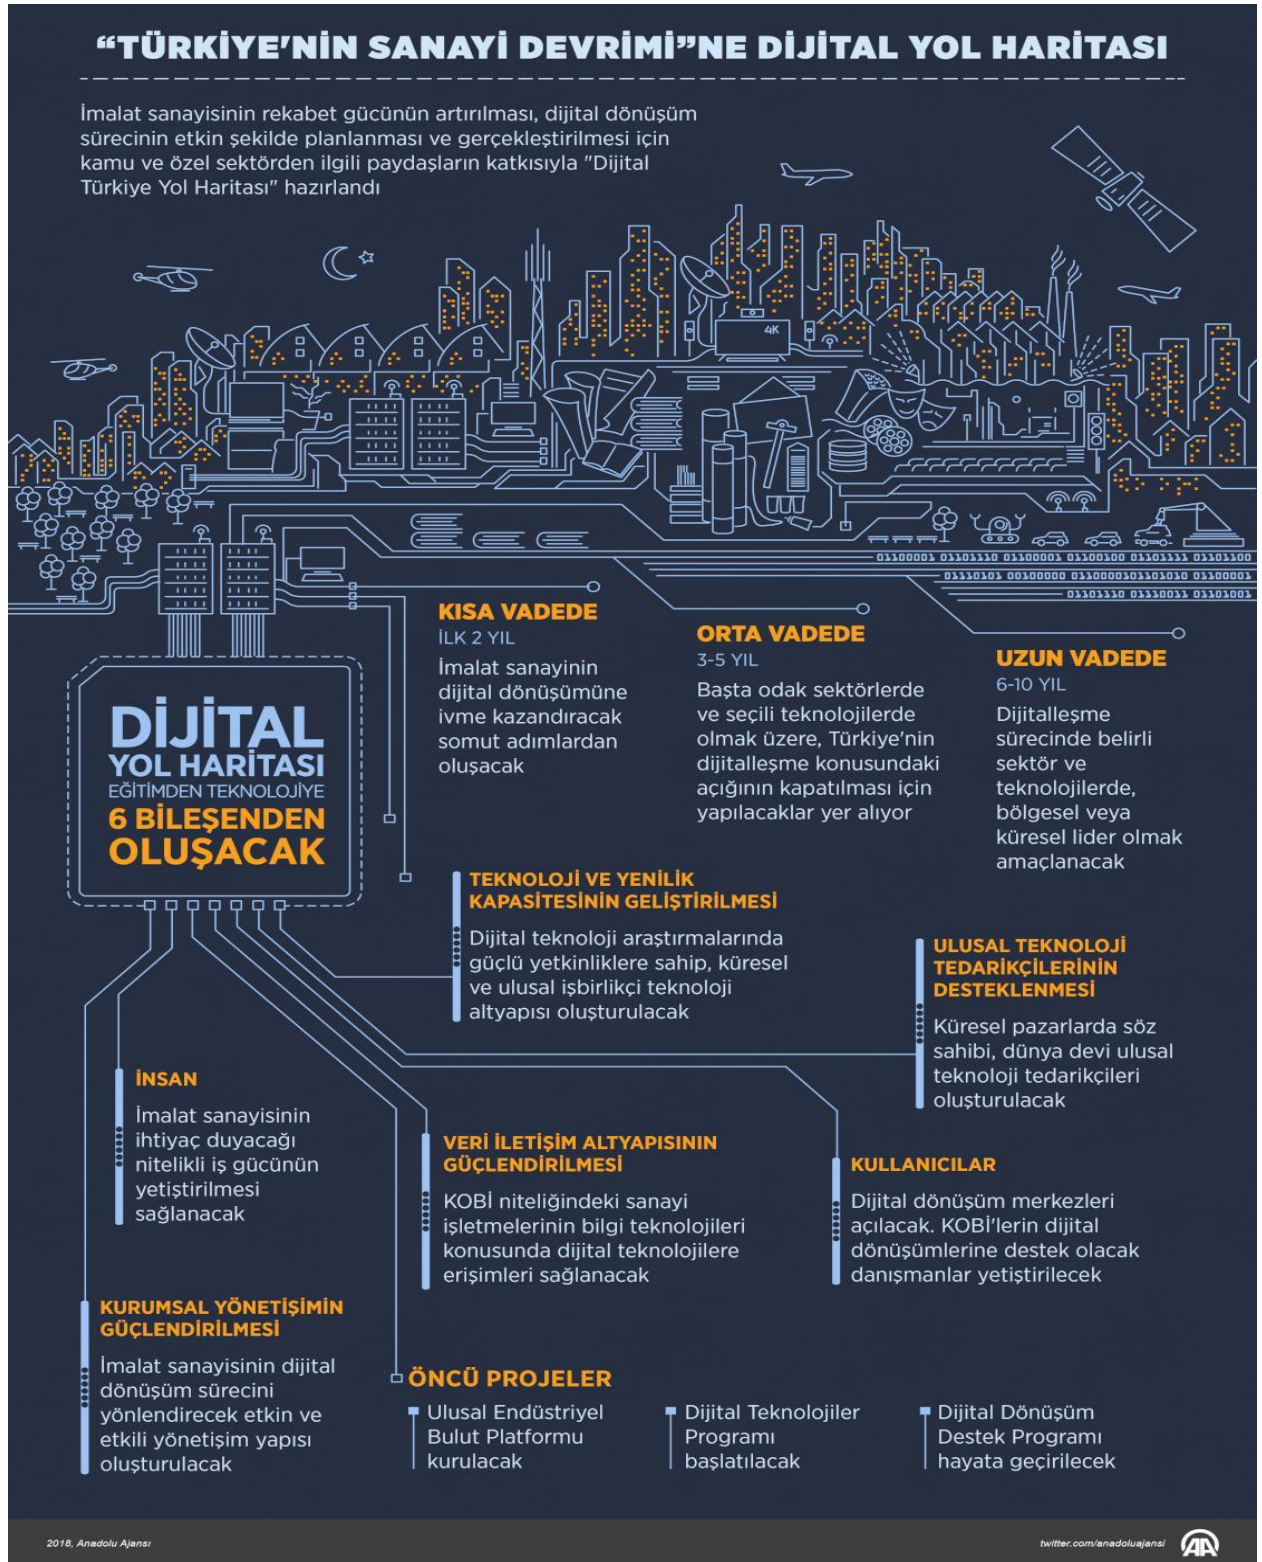 “TÜRKİYE'NİN SANAYİ DEVRİMİ”NE DİJİTAL YOL HARİTASI
İmalat sanayisinin rekabet gücünün artırılması, dijital dönüşüm
sürecinin etkin şekilde planlanması ve gerçekleştirilmesi için
kamu ve özel sektörden ilgili paydaşların katkısıyla "Dijital
Türkiye Yol Haritası" hazırlandı
4K
01100001 01101110 01100001 01100100 01101111 01101100
01110101 00100000 0110000101101010 01100001
01101110 01110011 01101001
KISA VADEDE
İLK 2 YIL
İmalat sanayinin
dijital dönüşümüne
ivme kazandıracak
somut adımlardan
oluşacak
ORTA VADEDE
3-5 YIL
Başta odak sektörlerde
ve seçili teknolojilerde
olmak üzere, Türkiye'nin
dijitalleşme konusundaki
açığının kapatılması için
yapılacaklar yer alıyor
UZUN VADEDE
6-10 YIL
Dijitalleşme
sürecinde belirli
sektör ve
teknolojilerde,
bölgesel veya
küresel lider olmak
amaçlanacak
DİJİTAL
YOL HARİTASI
EĞİTİMDEN TEKNOLOJİYE
6 BİLEŞENDEN
OLUŞACAK
TEKNOLOJİ VE YENİLİK
KAPASİTESİNİN GELİŞTİRİLMESİ
Dijital teknoloji araştırmalarında
güçlü yetkinliklere sahip, küresel
ve ulusal işbirlikçi teknoloji
altyapısı oluşturulacak
ULUSAL TEKNOLOJİ
TEDARİKÇİLERİNİN
DESTEKLENMESİ
Küresel pazarlarda söz
sahibi, dünya devi ulusal
teknoloji tedarikçileri
oluşturulacak
İNSAN
İmalat sanayisinin
ihtiyaç duyacağı
nitelikli iş gücünün
yetiştirilmesi
sağlanacak
VERİ İLETİŞİM ALTYAPISININ
GÜÇLENDİRİLMESİ
KOBİ niteliğindeki sanayi
işletmelerinin bilgi teknolojileri
konusunda dijital teknolojilere
erişimleri sağlanacak
KULLANICILAR
Dijital dönüşüm merkezleri
açılacak. KOBİ'lerin dijital
dönüşümlerine destek olacak
danışmanlar yetiştirilecek
KURUMSAL YÖNETİŞİMİN
GÜÇLENDİRİLMESİ
İmalat sanayisinin dijital
dönüşüm sürecini
yönlendirecek etkin ve
etkili yönetişim yapısı
oluşturulacak
ÖNCÜ PROJELER
Ulusal Endüstriyel
Bulut Platformu
kurulacak
Dijital Teknolojiler
Programı
başlatılacak
Dijital Dönüşüm
Destek Programı
hayata geçirilecek
2018, Anadolu Ajansı
twitter.com/anadoluajansi
AA